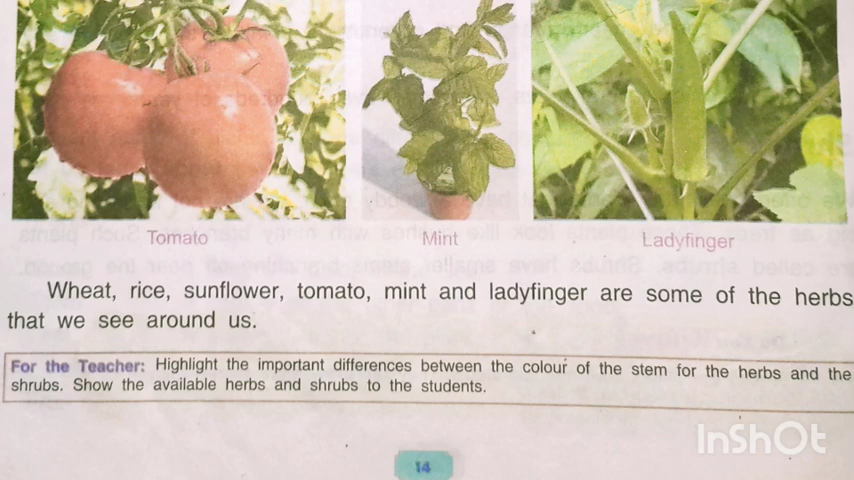 Tomato
Mint
Ladyfinger
Wheat, rice, sunflower, tomato, mint and ladyfinger are some of the herbs
that we see around us.
For the Teacher: Highlight the important differences between the colour of the stem for the herbs and the
shrubs. Show the available herbs and shrubs to the students.
14
InShOt